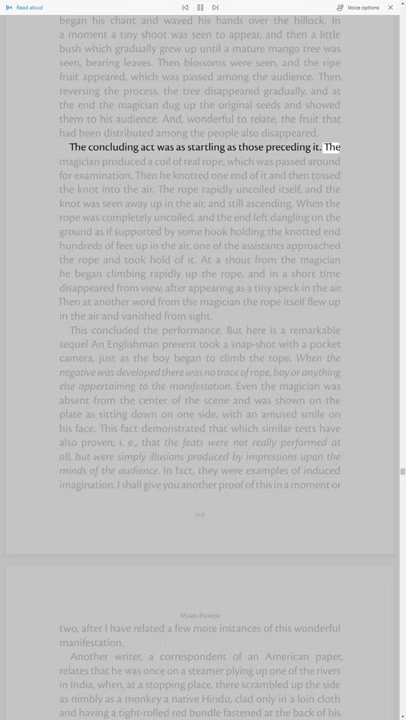 Read aloud
Voice options
began his chant and waved his hands over the hillock. In
a moment a tiny shoot was seen to appear, and then a little
bush which gradually grew up until a mature mango tree was
seen, bearing leaves. Then blossoms were seen, and the ripe
fruit appeared, which was passed among the audience. Then,
reversing the process, the tree disappeared gradually, and at
the end the magician dug up the original seeds and showed
them to his audience. And, wonderful to relate, the fruit that
had been distributed among the people also disappeared.
The concluding act was as startling as those preceding it. The
magician produced a coil of real rope, which was passed around
for examination. Then he knotted one end of it and then tossed
the knot into the air. The rope rapidly uncoiled itself, and the
knot was seen away up in the air, and still ascending. When the
rope was completely uncoiled, and the end left dangling on the
ground as if supported by some hook holding the knotted end
hundreds of feet up in the air, one of the assistants approached
the rope and took hold of it. At a shout from the magician
he began climbing rapidly up the rope, and in a short time
disappeared from view, after appearing as a tiny speck in the air.
Then at another word from the magician the rope itself flew up
in the air and vanished from sight.
This concluded the performance. But here is a remarkable
sequel An Englishman present took a snap-shot with a pocket
camera, just as the boy began to climb the rope. When the
negative was developed there was no trace of rope, boy or anything
else appertaining to the manifestation. Even the magician was
absent from the center of the scene and was shown on the
plate as sitting down on one side, with an amused smile on
his face. This fact demonstrated that which similar tests have
also proven; i. e., that the feats were not really performed at
all, but were simply illusions produced by impressions upon the
minds of the audience. In fact, they were examples of induced
imagination. I shall give you another proof of this in a moment or
Mind-Power
two, after I have related a few more instances of this wonderful
manifestation.
Another writer, a correspondent of an American paper,
relates that he was once on a steamer plying up one of the rivers
in India, when, at a stopping place, there scrambled up the side
as nimbly as a monkey a native Hindu, clad only in a loin cloth
and having a tight-rolled red bundle fastened at the back of his